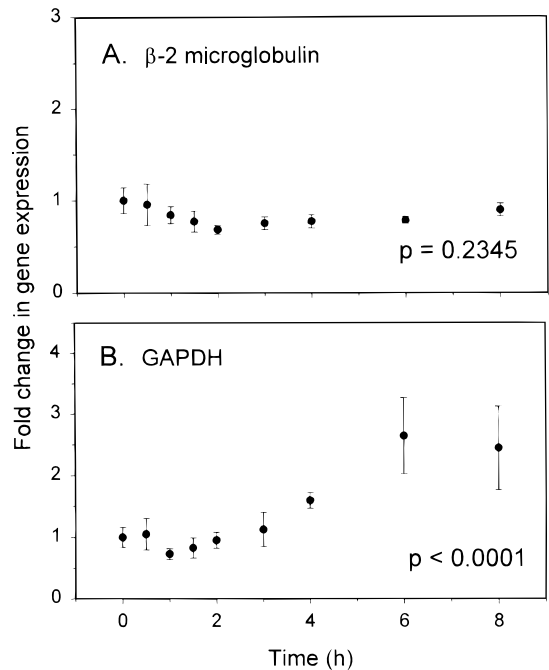 Fold change in gene expression
3
A. β-2 microglobulin
2
1
p = 0.2345
0
B. GAPDH
4
3
2
1
p < 0.0001
0
0 2 4 6 8
Time (h)